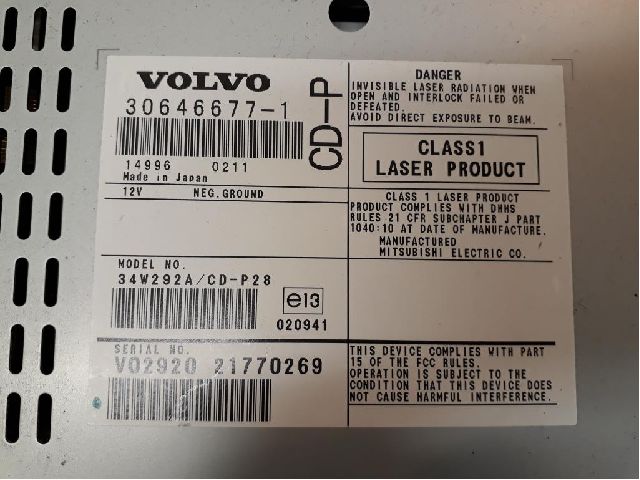 VOLVO
30646677-1
CD-P
14996 0211
Made in Japan
12V NEG.GROUND
MODEL NO.
34W292A/CD-P28
e13
020941
SERIAL NO.
VO2920 21770269
DANGER
INVISIBLE LASER RADIATION WHEN
OPEN AND INTERLOCK FAILED OR
DEFEATED.
AVOID DIRECT EXPOSURE TO BEAM.
CLASS1
LASER PRODUCT
CLASS 1 LASER PRODUCT
PRODUCT COMPLIES WITH DHHS
RULES 21 CFR SUBCHAPTER J PART
1040:10 AT DATE OF MANUFACTURE.
MANUFACTURED
MITSUBISHI ELECTRIC CO.
THIS DEVICE COMPLIES WITH PART
15 OF THE FCC RULES.
OPERATION IS SUBJECT TO THE
CONDITION THAT THIS DEVICE DOES
NOT CAUSE HARMFUL INTERFERENCE.